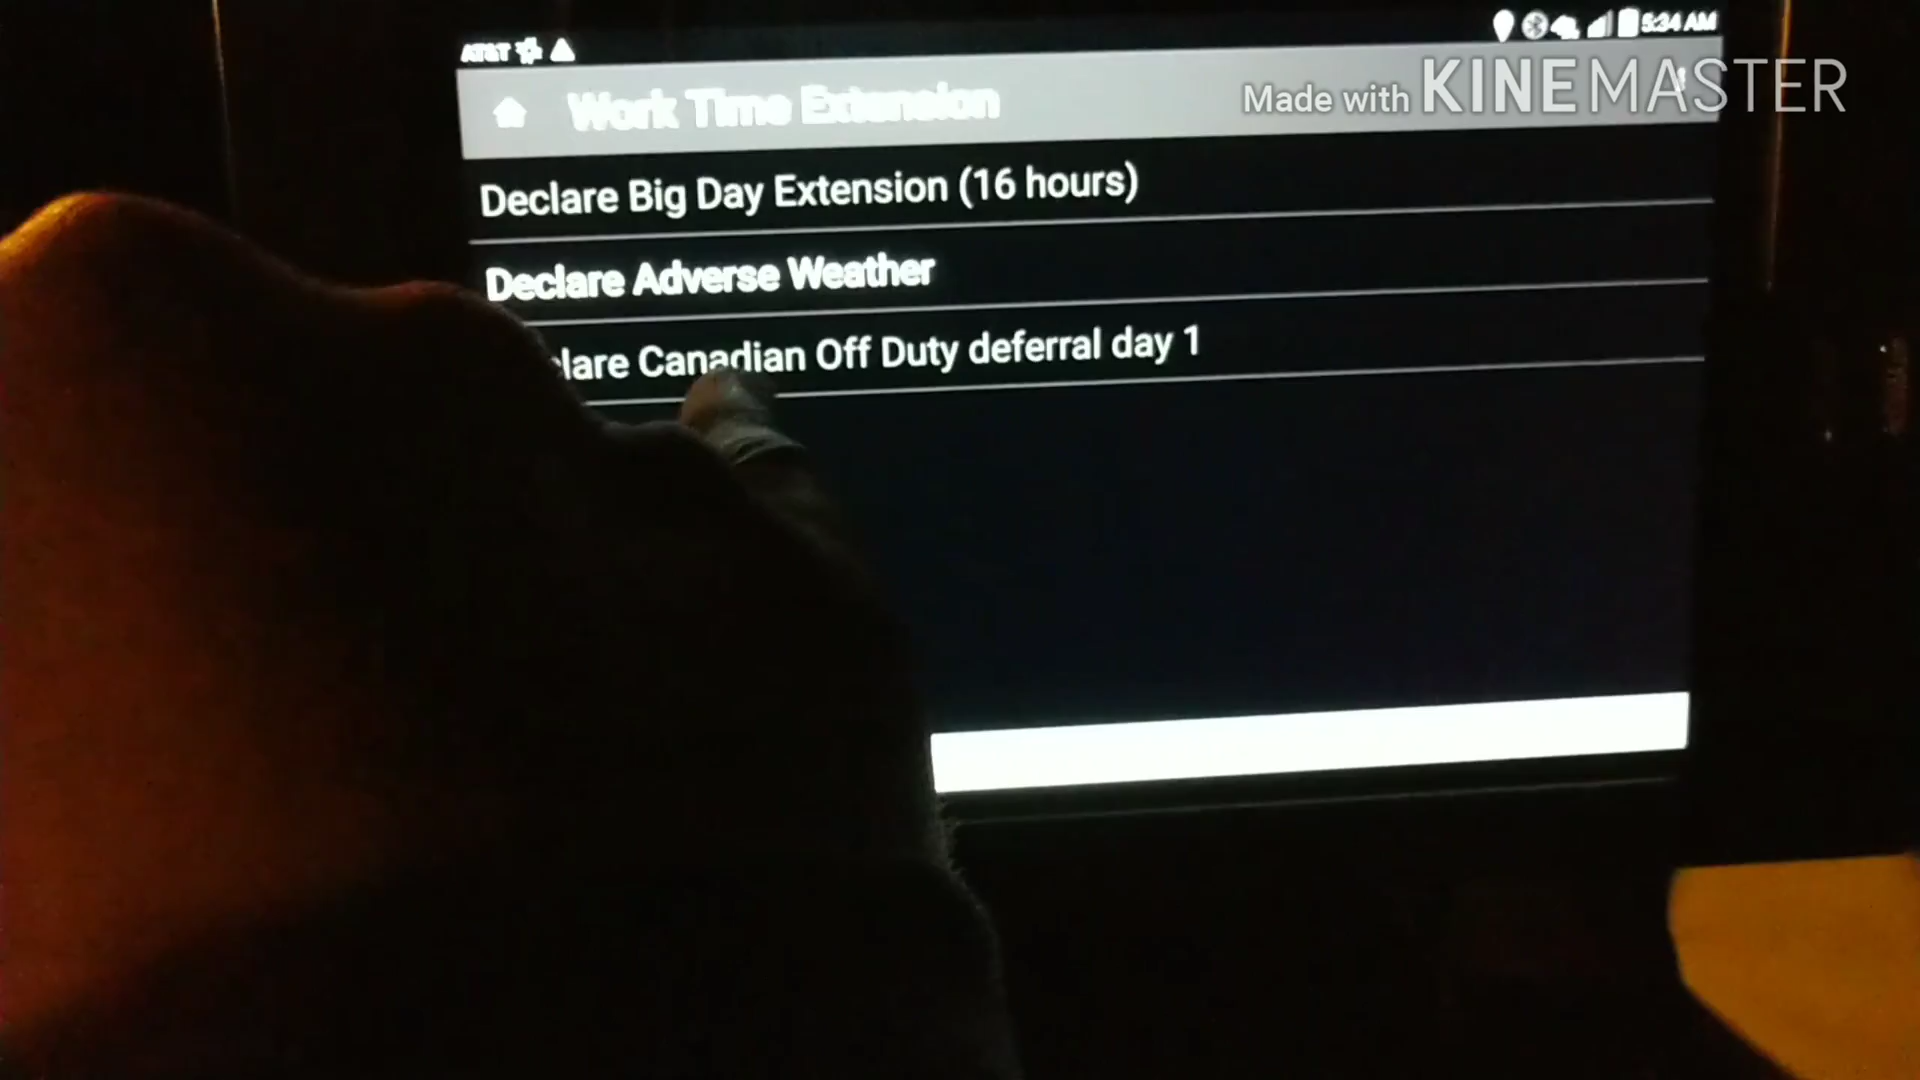 AT&T 5:34 AM
Work Time Extension
Made with KINEMASTER
Declare Big Day Extension (16 hours)
Declare Adverse Weather
lare Canadian Off Duty deferral day 1